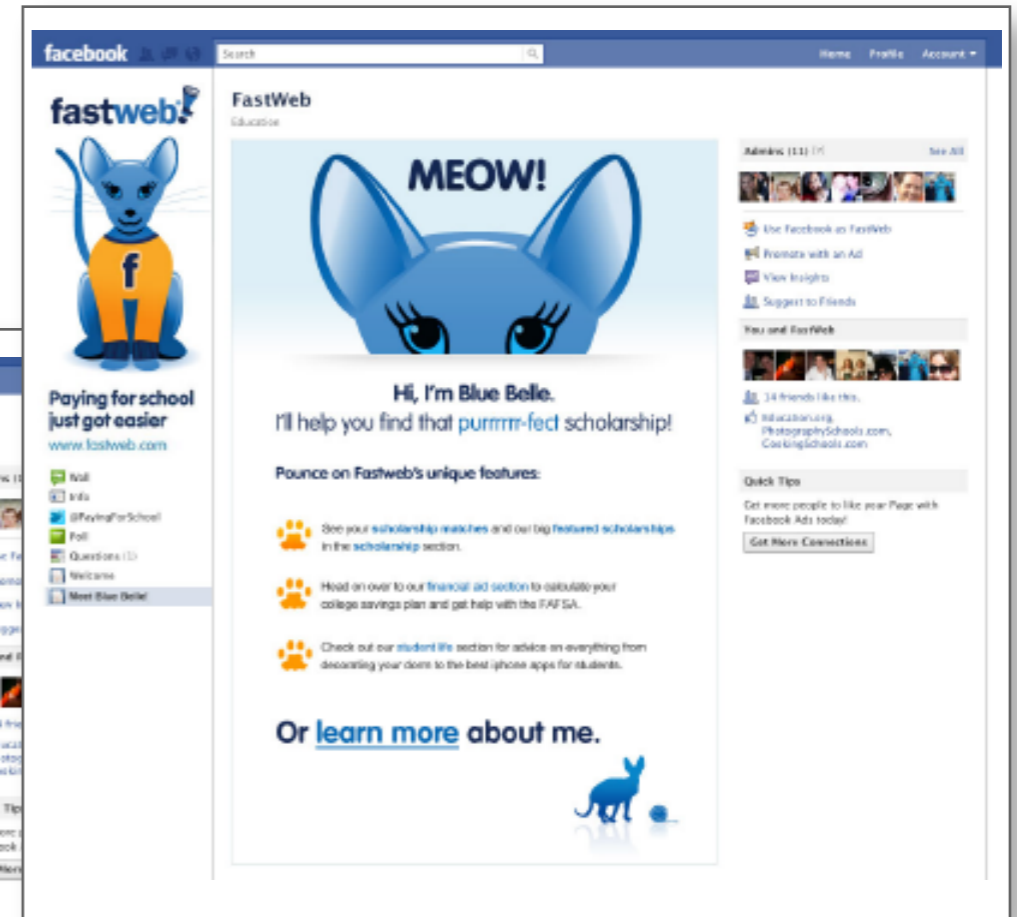 facebook
Search
Home Profile Account
fastweb!
f
Paying for school
just got easier
www.fastweb.com
Wall
Info
@PayingForSchool
Poll
Questions (1)
Welcome
Meet Blue Belle!
FastWeb
Education
MEOW!
Hi, I'm Blue Belle.
I'll help you find that purrrrr-fect scholarship!
Pounce on Fastweb's unique features:
See your scholarship matches and our big featured scholarships
in the scholarship section.
Head on over to our financial aid section to calculate your
college savings plan and get help with the FAFSA.
Check out our student life section for advice on everything from
decorating your dorm to the best iphone apps for students.
Or learn more about me.
Admins (11) [?] See All
Use Facebook as FastWeb
Promote with an Ad
View Insights
Suggest to Friends
You and FastWeb
14 friends like this.
Education.org,
PhotographySchools.com,
CookingSchools.com
Quick Tips
Get more people to like your Page with
Facebook Ads today!
Get More Connections